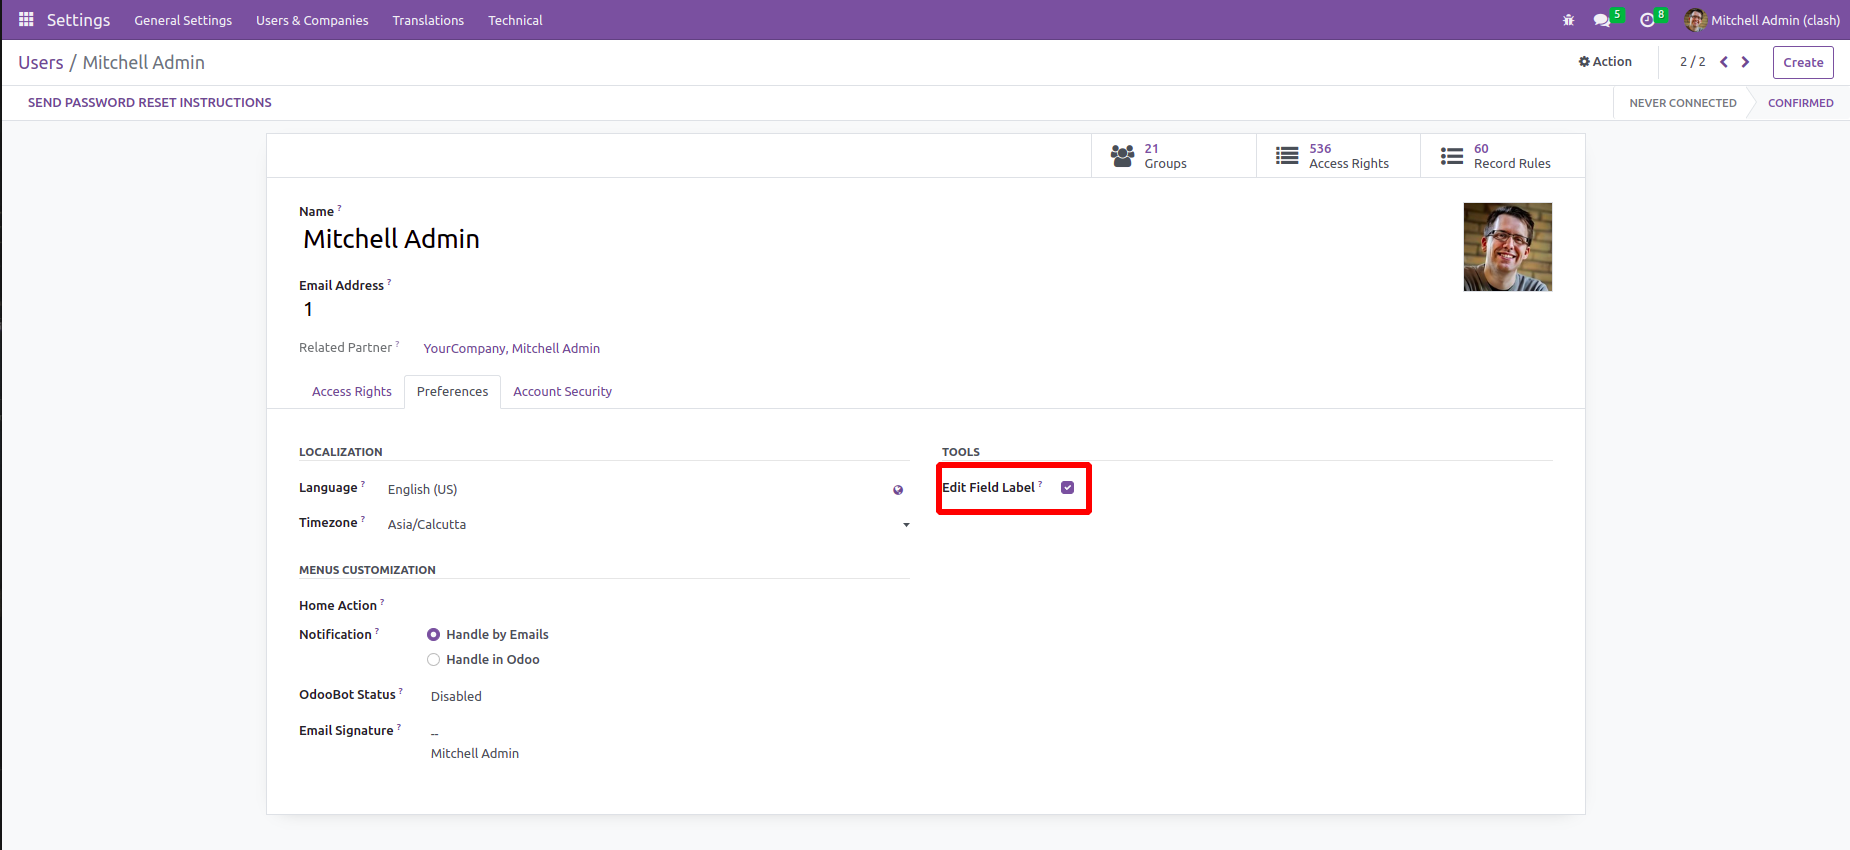 Settings General Settings Users & Companies Translations Technical 5 8 Mitchell Admin (clash)
Users / Mitchell Admin Action 2 / 2 Create
SEND PASSWORD RESET INSTRUCTIONS NEVER CONNECTED CONFIRMED
21 Groups
536 Access Rights
60 Record Rules
Name ?
Mitchell Admin
Email Address ?
1
Related Partner ? YourCompany, Mitchell Admin
Access Rights Preferences Account Security
LOCALIZATION
Language ? English (US)
Timezone ? Asia/Calcutta
TOOLS
Edit Field Label ?
MENUS CUSTOMIZATION
Home Action ?
Notification ? Handle by Emails
Handle in Odoo
OdooBot Status ? Disabled
Email Signature ? --
Mitchell Admin